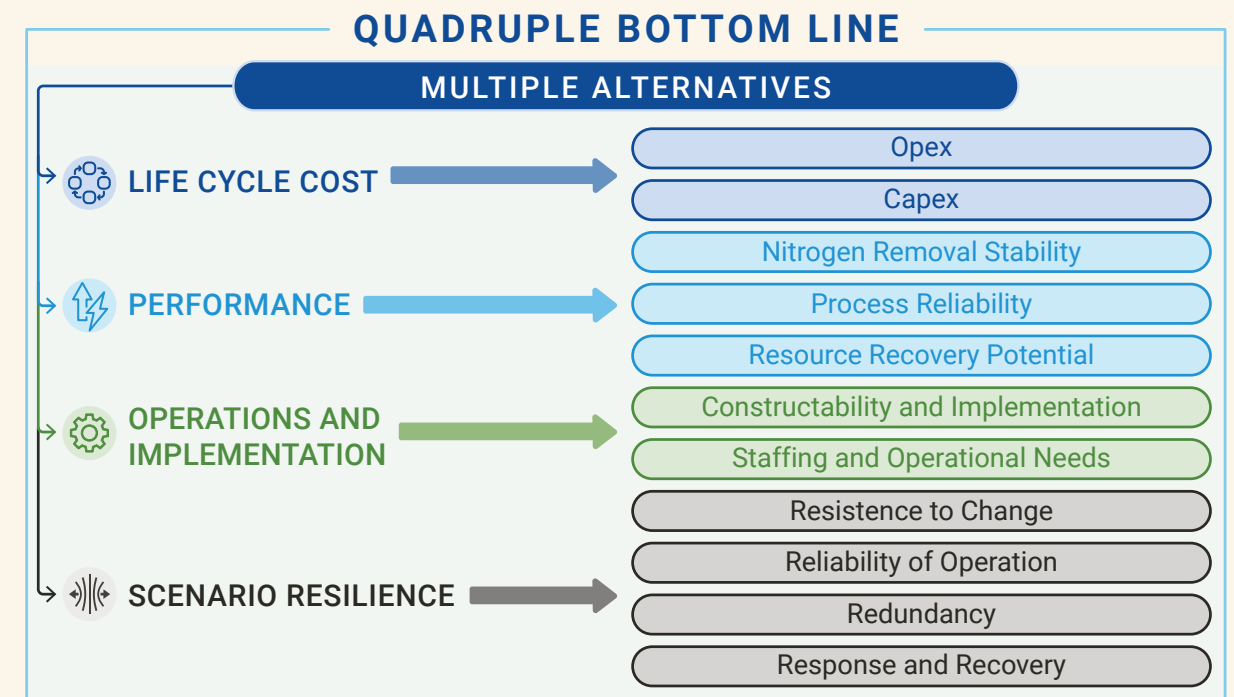 QUADRUPLE BOTTOM LINE
MULTIPLE ALTERNATIVES
LIFE CYCLE COST
Opex
Capex
PERFORMANCE
Nitrogen Removal Stability
Process Reliability
Resource Recovery Potential
OPERATIONS AND
IMPLEMENTATION
Constructability and Implementation
Staffing and Operational Needs
SCENARIO RESILIENCE
Resistence to Change
Reliability of Operation
Redundancy
Response and Recovery